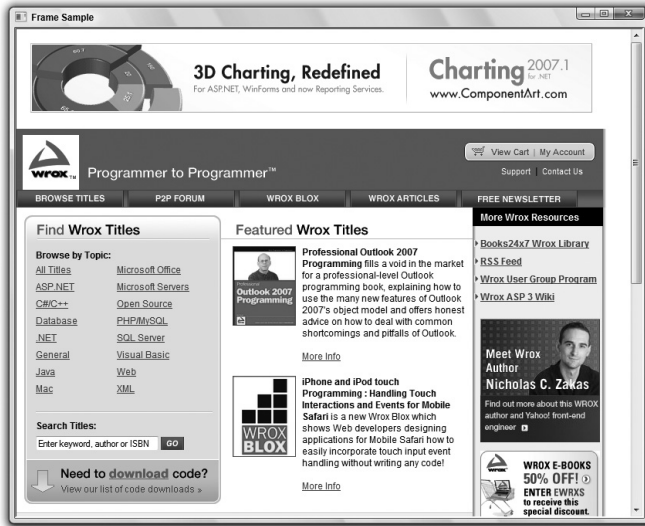 Frame Sample
3D Charting, Redefined
For ASP.NET, WinForms and now Reporting Services.
Charting 2007.1
for .NET
www.ComponentArt.com
wrox™
Programmer to Programmer™
View Cart | My Account
Support | Contact Us
BROWSE TITLES
P2P FORUM
WROX BLOX
WROX ARTICLES
FREE NEWSLETTER
Find Wrox Titles
Browse by Topic:
All Titles
Microsoft Office
ASP.NET
Microsoft Servers
C#/C++
Open Source
Database
PHP/MySQL
.NET
SQL Server
General
Visual Basic
Java
Web
Mac
XML
Search Titles:
Enter keyword, author or ISBN
GO
Need to download code?
View our list of code downloads »
Featured Wrox Titles
Professional
Outlook 2007
Programming
Professional Outlook 2007
Programming fills a void in the market
for a professional-level Outlook
programming book, explaining how to
use the many new features of Outlook
2007's object model and offers honest
advice on how to deal with common
shortcomings and pitfalls of Outlook.
More Info
WROX
BLOX
iPhone and iPod touch
Programming : Handling Touch
Interactions and Events for Mobile
Safari is a new Wrox Blox which
shows Web developers designing
applications for Mobile Safari how to
easily incorporate touch input event
handling without writing any code!
More Info
More Wrox Resources
Books24x7 Wrox Library
RSS Feed
Wrox User Group Program
Wrox ASP 3 Wiki
Meet Wrox
Author
Nicholas C. Zakas
Find out more about this WROX
author and Yahoo! front-end
engineer
wrox
WROX E-BOOKS
50% OFF!
ENTER EWRXS
to receive this
special discount.